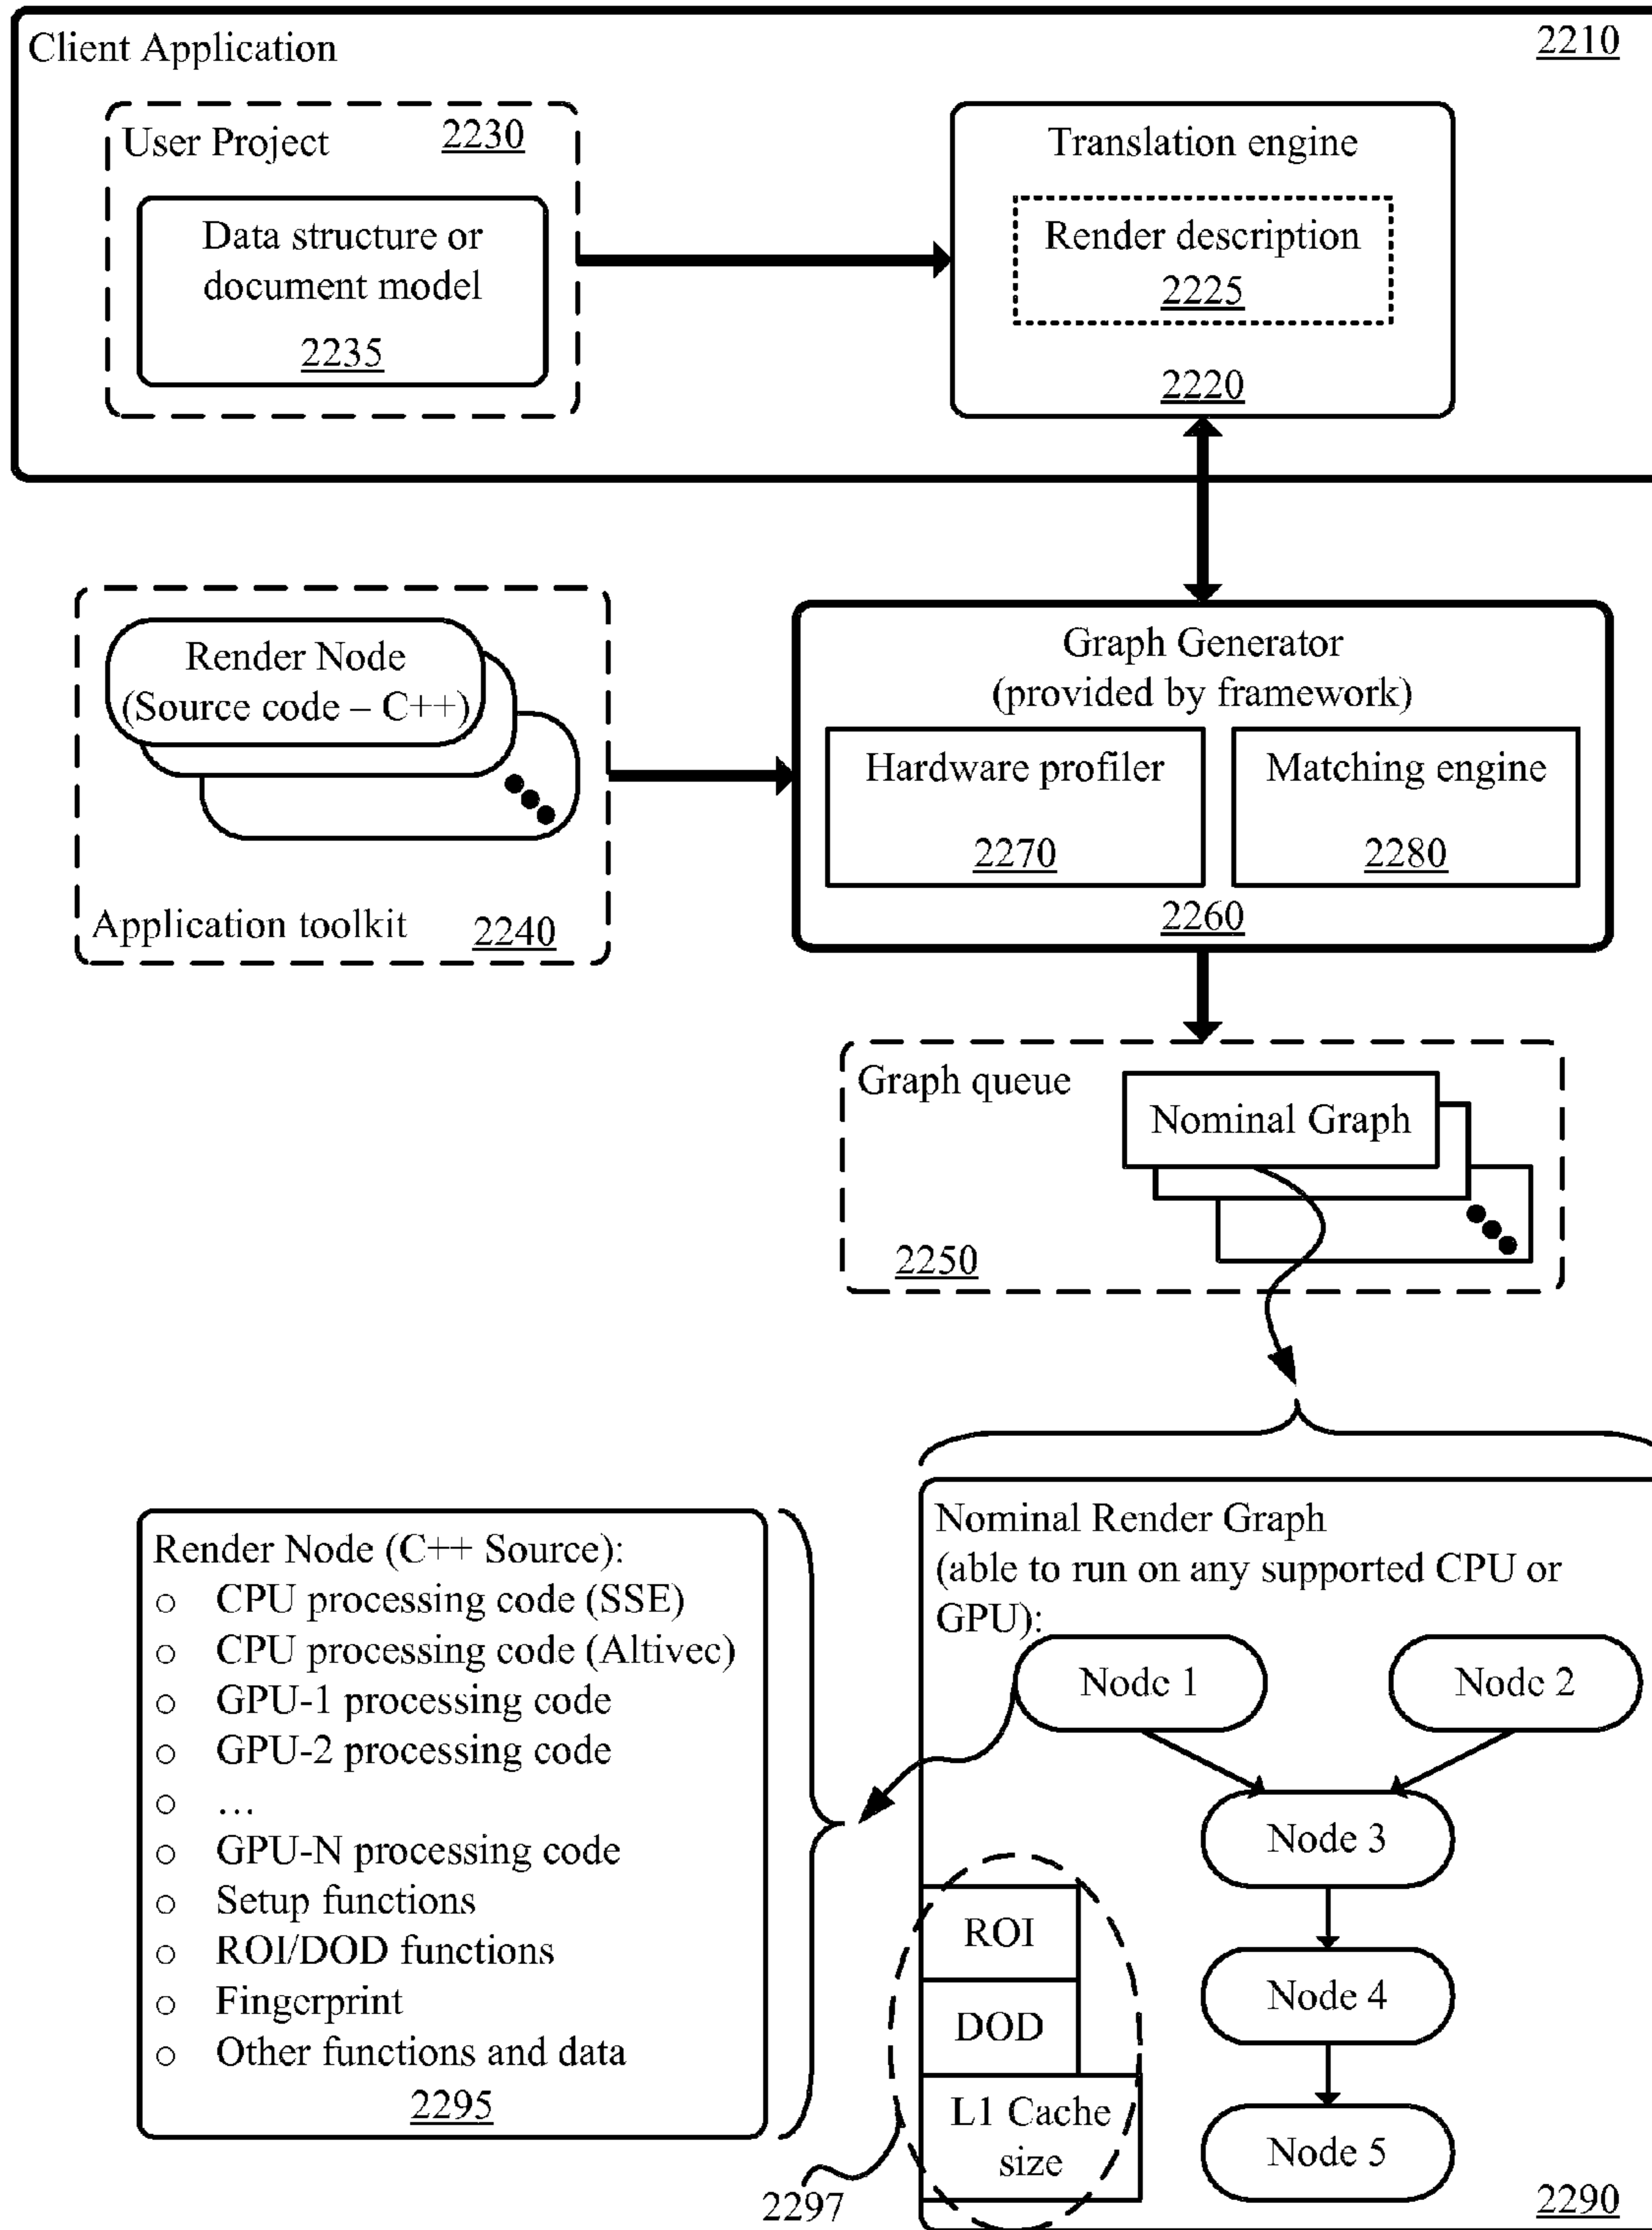 Client Application
2210
User Project
2230
Data structure or
document model
2235
Translation engine
Render description
2225
2220
Render Node
(Source code – C++)
Application toolkit
2240
Graph Generator
(provided by framework)
Hardware profiler
2270
Matching engine
2280
2260
Graph queue
Nominal Graph
2250
Render Node (C++ Source):
○ CPU processing code (SSE)
○ CPU processing code (Altivec)
○ GPU-1 processing code
○ GPU-2 processing code
○ …
○ GPU-N processing code
○ Setup functions
○ ROI/DOD functions
○ Fingerprint
○ Other functions and data
2295
Nominal Render Graph
(able to run on any supported CPU or
GPU):
Node 1
Node 2
Node 3
Node 4
Node 5
ROI
DOD
L1 Cache
size
2297
2290